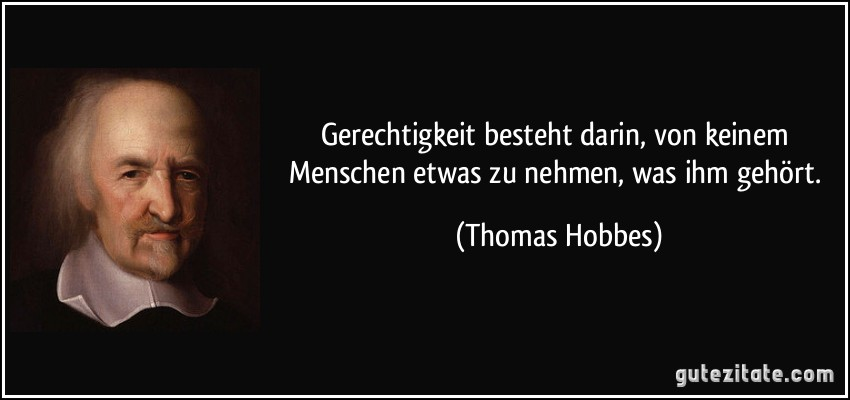 Gerechtigkeit besteht darin, von keinem
Menschen etwas zu nehmen, was ihm gehört.
(Thomas Hobbes)
gutezitate.com